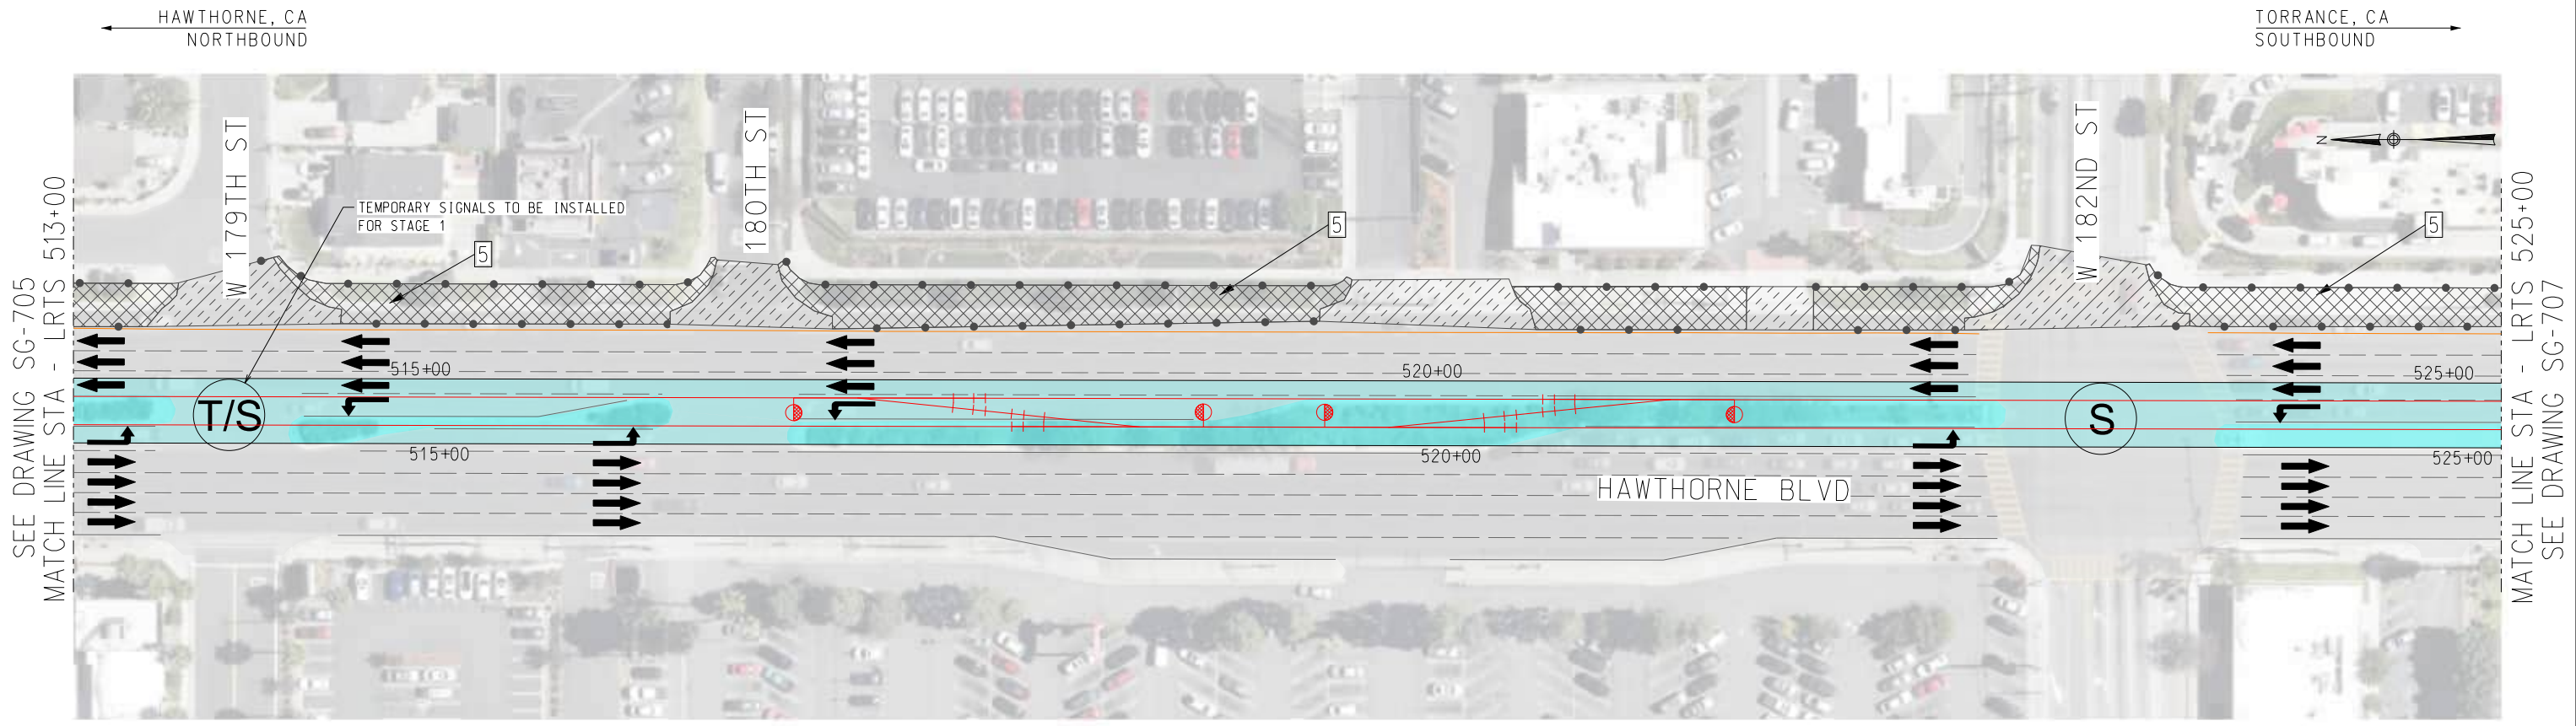 HAWTHORNE, CA
NORTHBOUND
TORRANCE, CA
SOUTHBOUND
SEE DRAWING SG-705
MATCH LINE STA - LRTS 513+00
W 179TH ST
TEMPORARY SIGNALS TO BE INSTALLED
FOR STAGE 1
5
180TH ST
5
W 182ND ST
N
5
515+00
520+00
525+00
T/S
S
515+00
520+00
525+00
HAWTHORNE BLVD
MATCH LINE STA - LRTS 525+00
SEE DRAWING SG-707